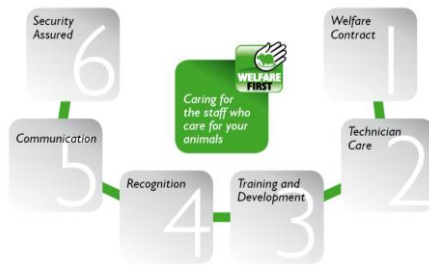 Security
Assured
6
Welfare
Contract
1
WELFARE
FIRST
Caring for
the staff who
care for your
animals
Communication
5
Technician
Care
2
Recognition
4
Training and
Development
3